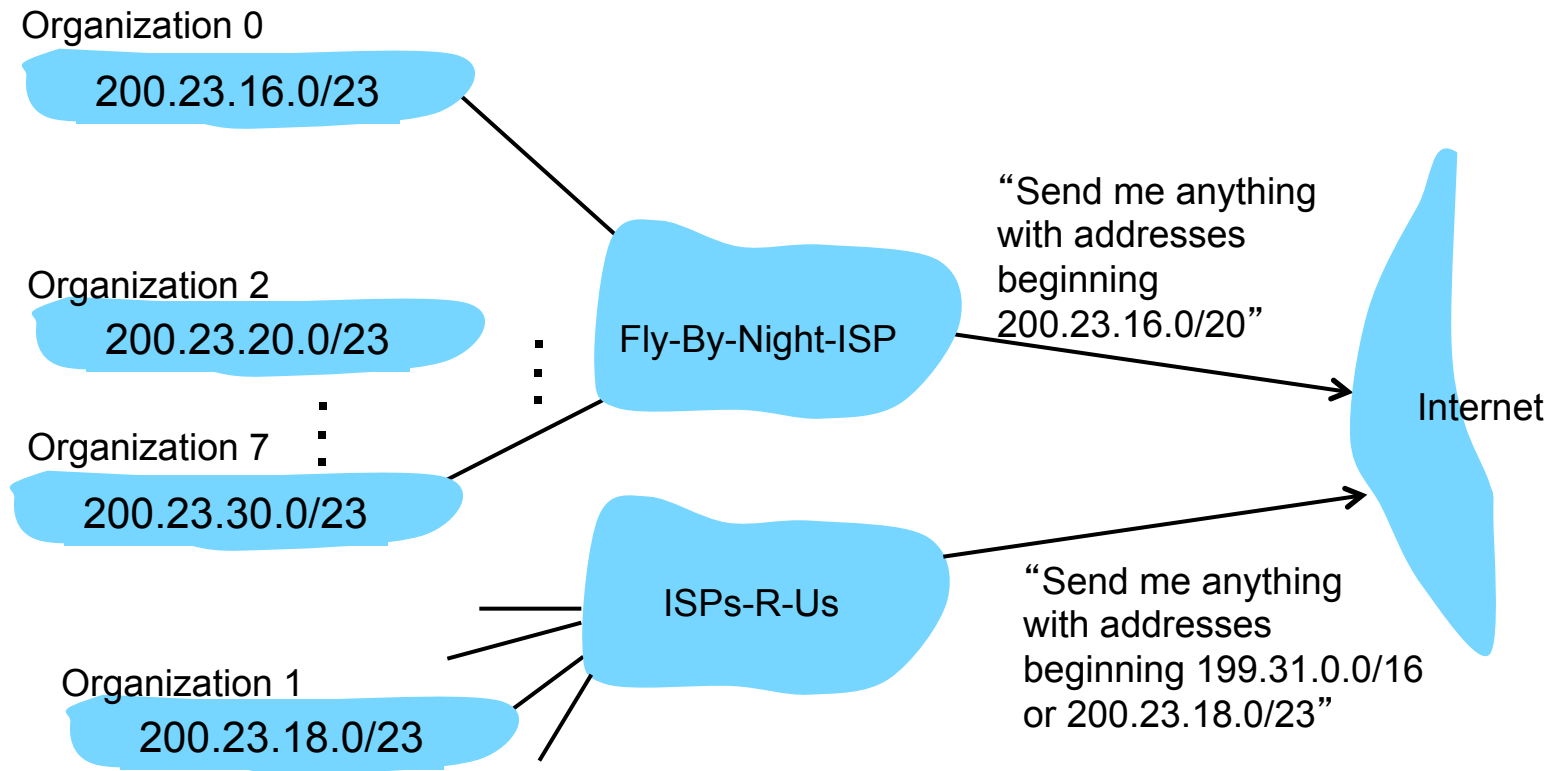 Organization 0
200.23.16.0/23
Organization 2
200.23.20.0/23
Organization 7
200.23.30.0/23
Fly-By-Night-ISP
“Send me anything
with addresses
beginning
200.23.16.0/20”
Internet
ISPs-R-Us
“Send me anything
with addresses
beginning 199.31.0.0/16
or 200.23.18.0/23”
Organization 1
200.23.18.0/23